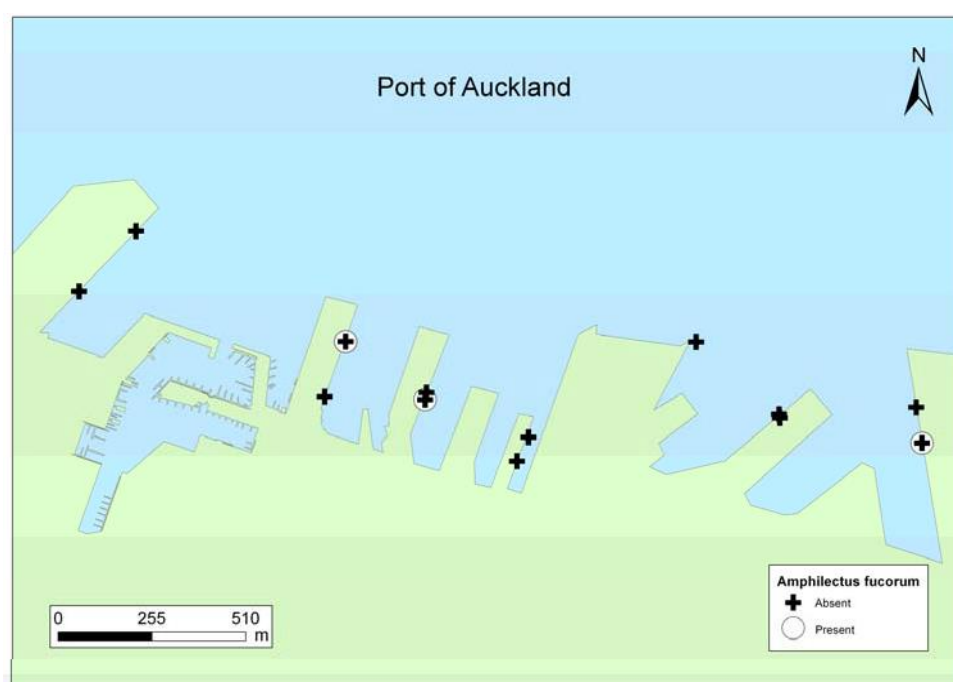 Port of Auckland
N
Amphilectus fucorum
Absent
Present
0 255 510
m